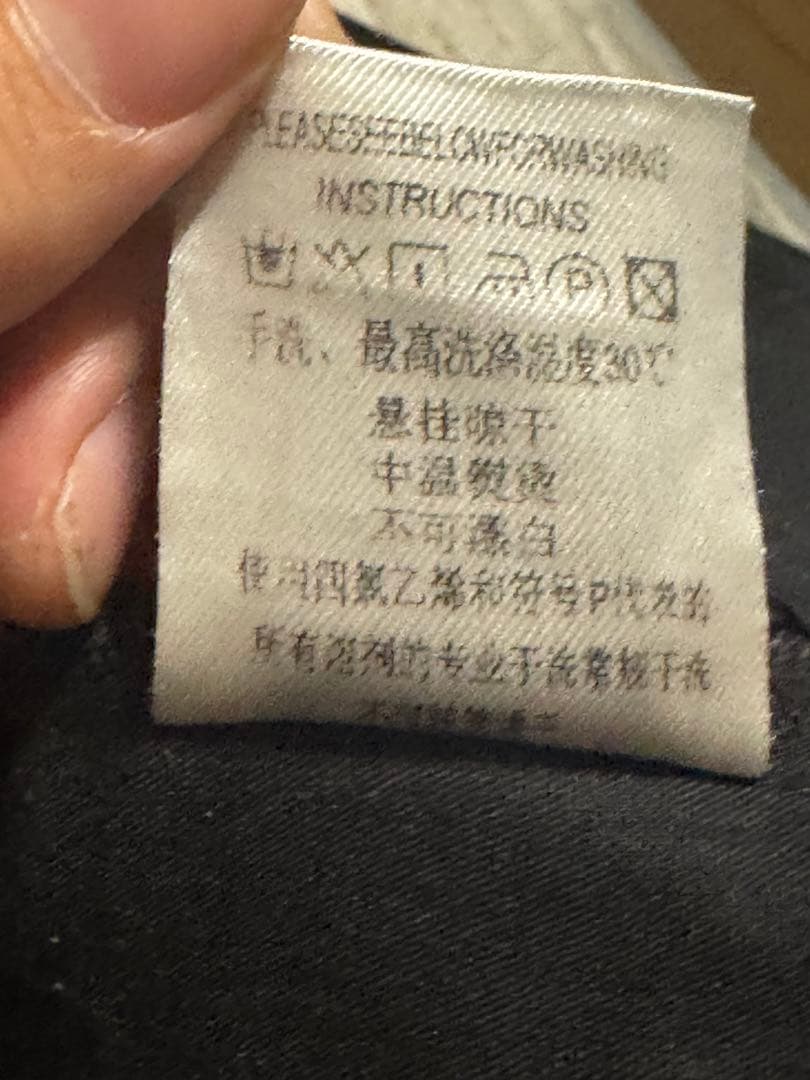 PLEASESEEBELOWFORWASHING
INSTRUCTIONS
P
手洗、最高洗涤温度30℃
悬挂晾干
中温熨烫
不可漂白
使用四氯乙烯和符号P代表的
所有溶剂的专业干洗常规干洗